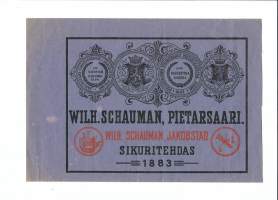 WILH. SCHAUMAN, PIETARSAARI.
WILH. SCHAUMAN, JAKOBSTAD
SIKURITEHDAS
1883